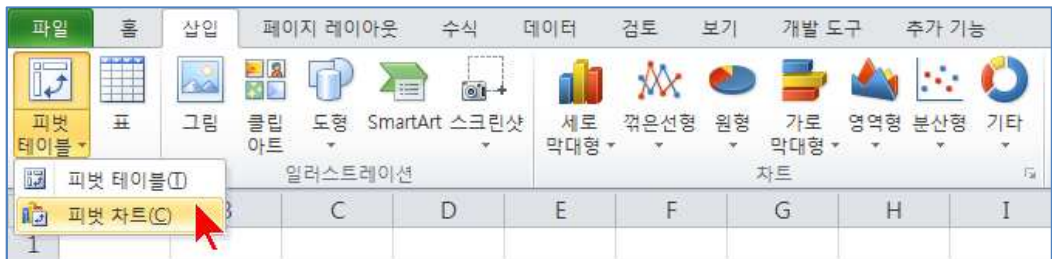 파일 홈 삽입 페이지 레이아웃 수식 데이터 검토 보기 개발 도구 추가 기능
피벗 표 그림 클립 도형 SmartArt 스크린샷 세로 꺾은선형 원형 가로 영역형 분산형 기타
테이블 아트 막대형 막대형
일러스트레이션 차트
피벗 테이블(T)
피벗 차트(C)
C D E F G H I
1